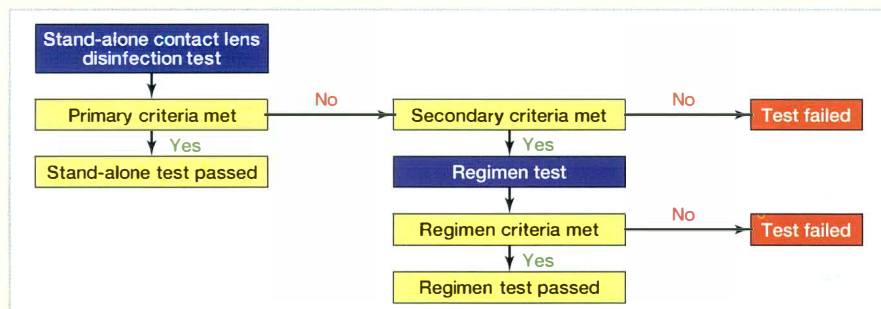 Stand-alone contact lens
disinfection test
Primary criteria met
No
Secondary criteria met
No
Test failed
Yes
Stand-alone test passed
Yes
Regimen test
Regimen criteria met
No
Test failed
Yes
Regimen test passed